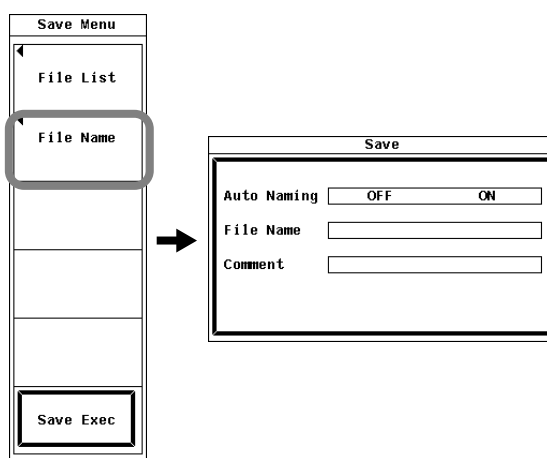 Save Menu
File List
File Name
Save Exec
Save
Auto Naming OFF ON
File Name
Comment